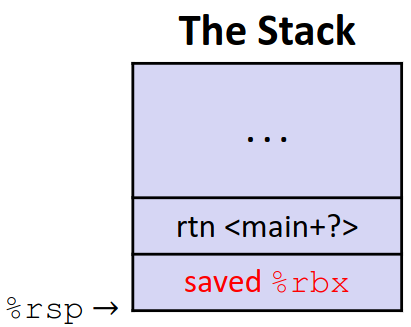 The Stack
...
rtn <main+?>
saved %rbx
%rsp →